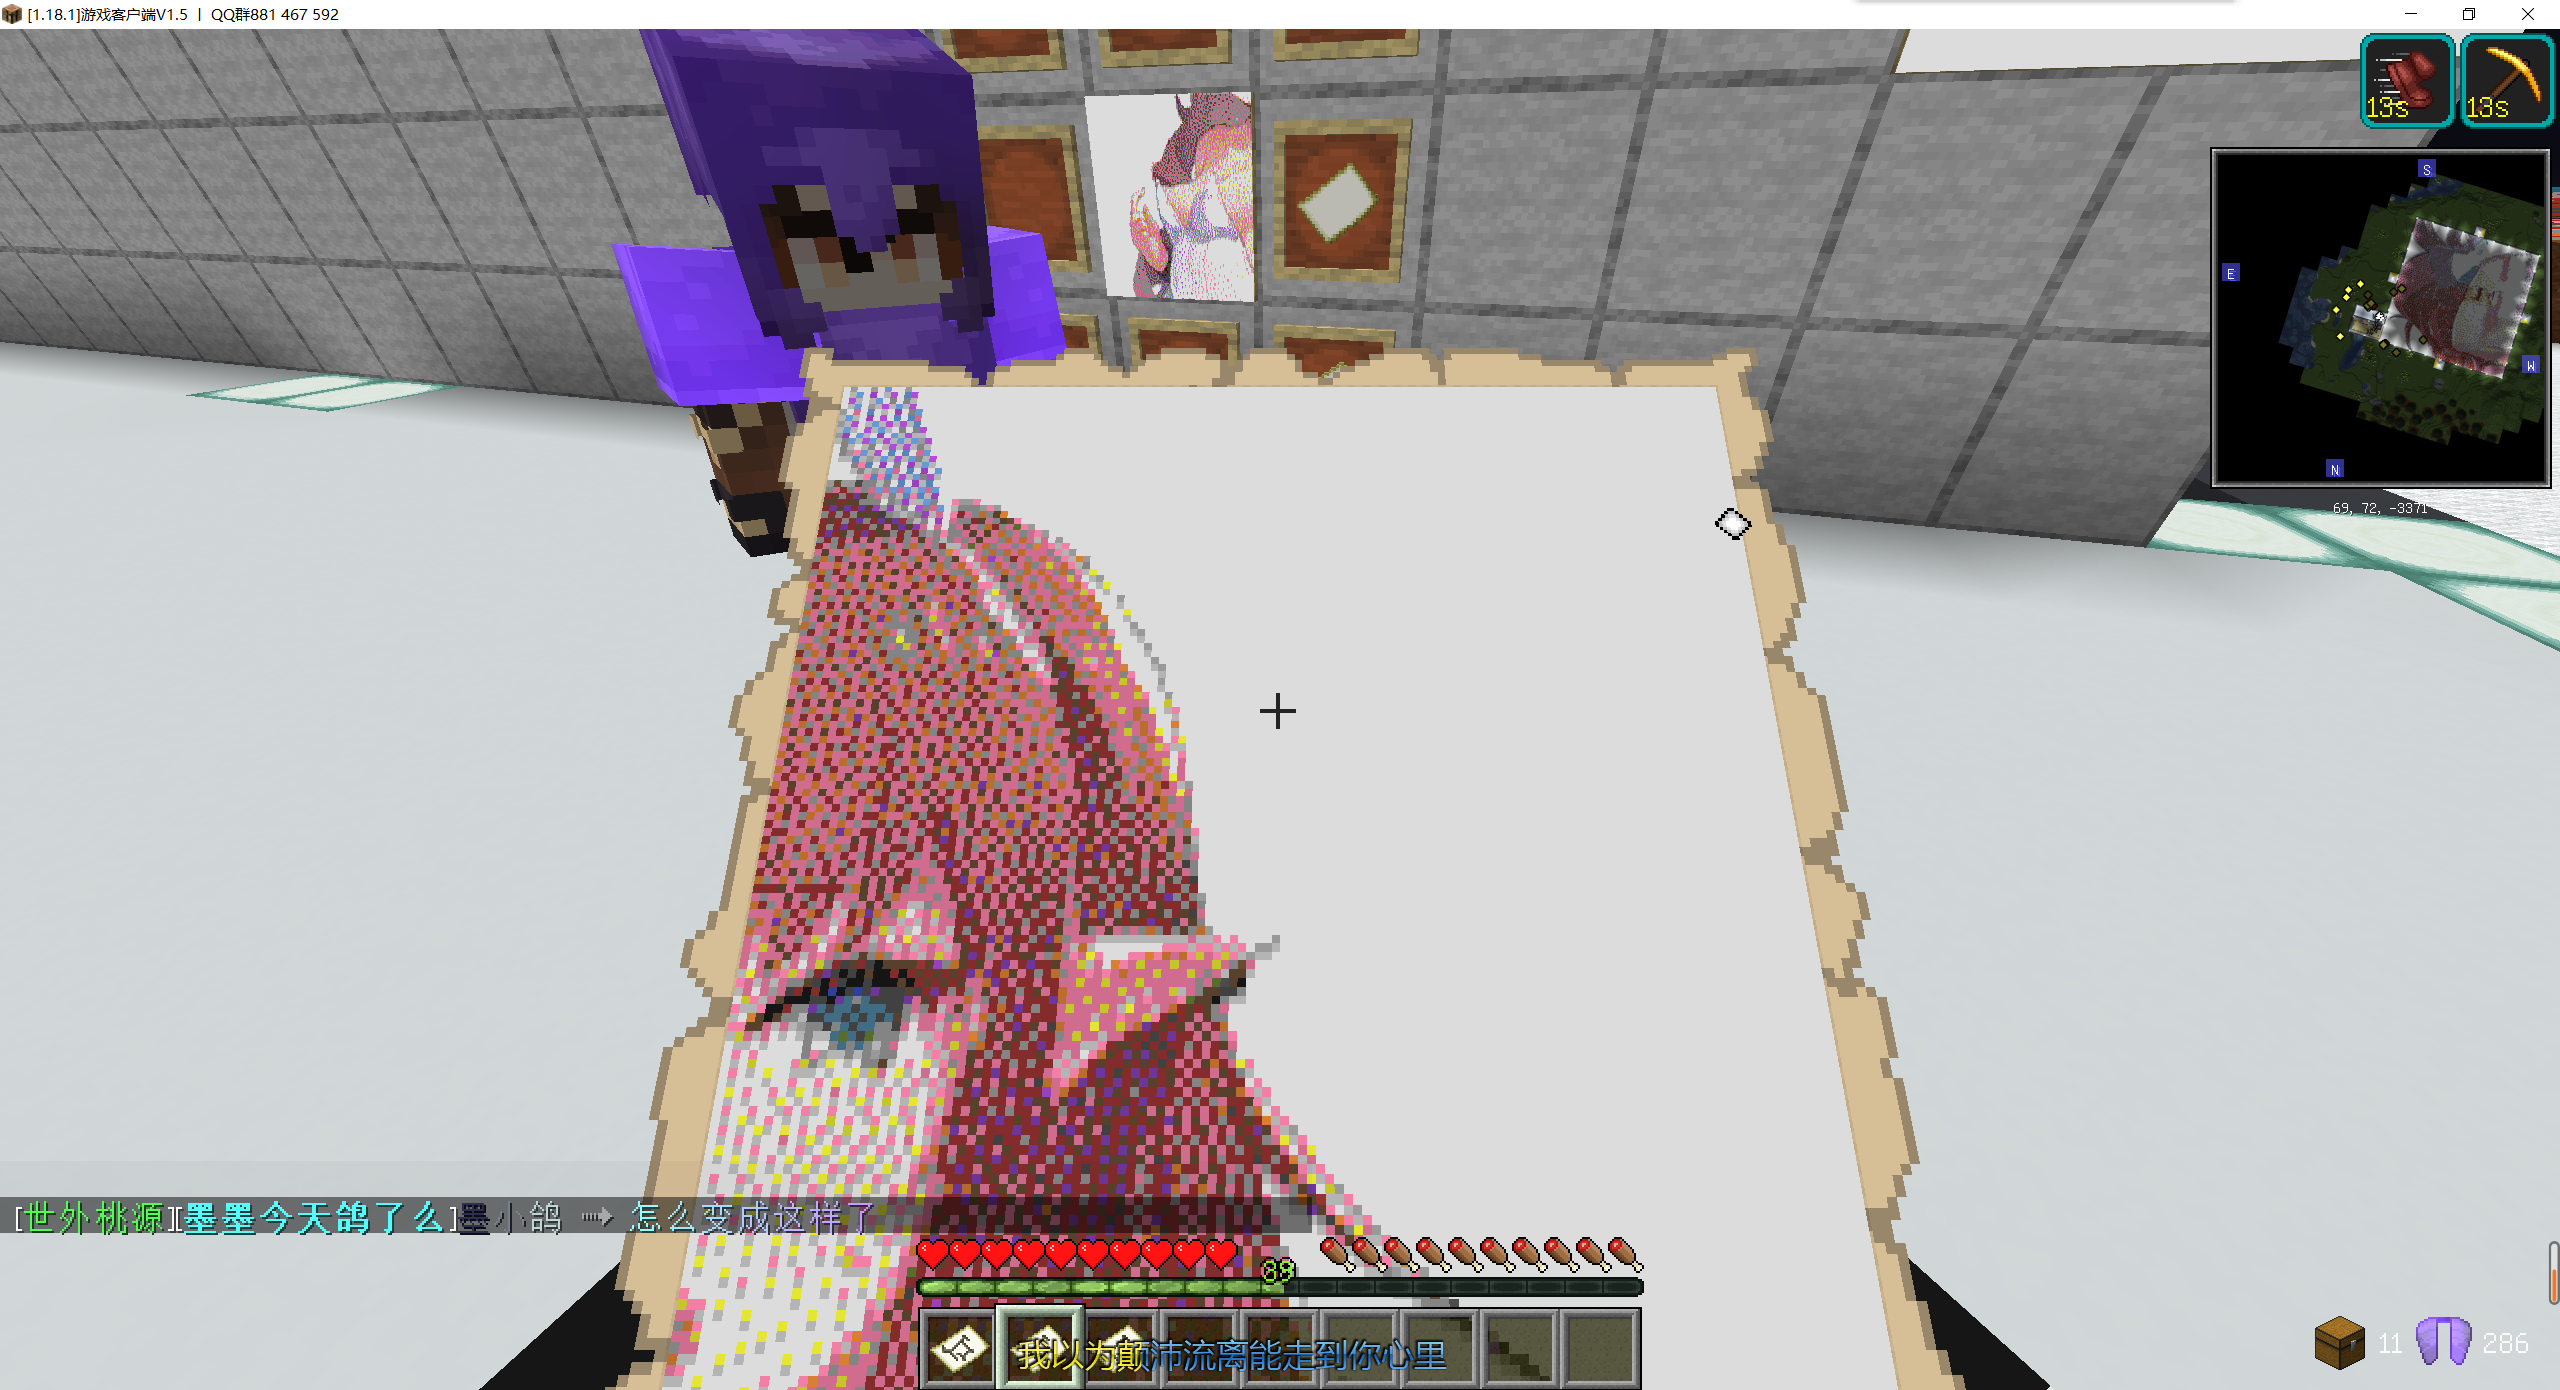 [1.18.1]游戏客户端V1.5 | QQ群881 467 592
13s 13s
S
E
W
N
69, 72, -3371
[世外桃源][墨墨今天鸽了么]墨小鸽 ➟ 怎么变成这样了
89
我以为颠沛流离能走到你心里
11 286